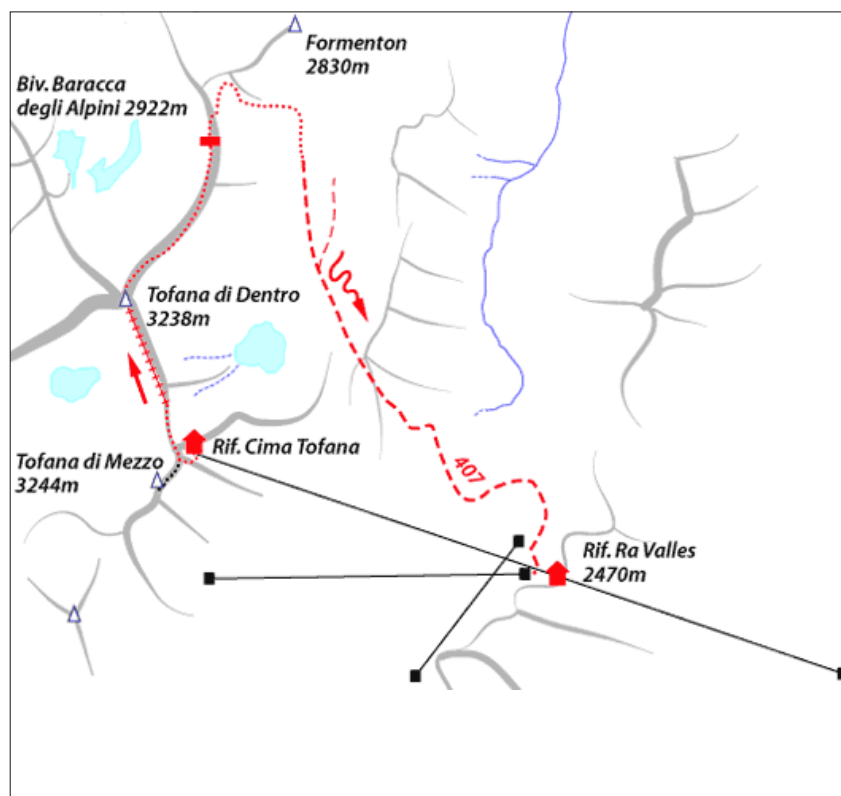 Formenton
2830m
Biv. Baracca
degli Alpini 2922m
Tofana di Dentro
3238m
Rif. Cima Tofana
Tofana di Mezzo
3244m
407
Rif. Ra Valles
2470m